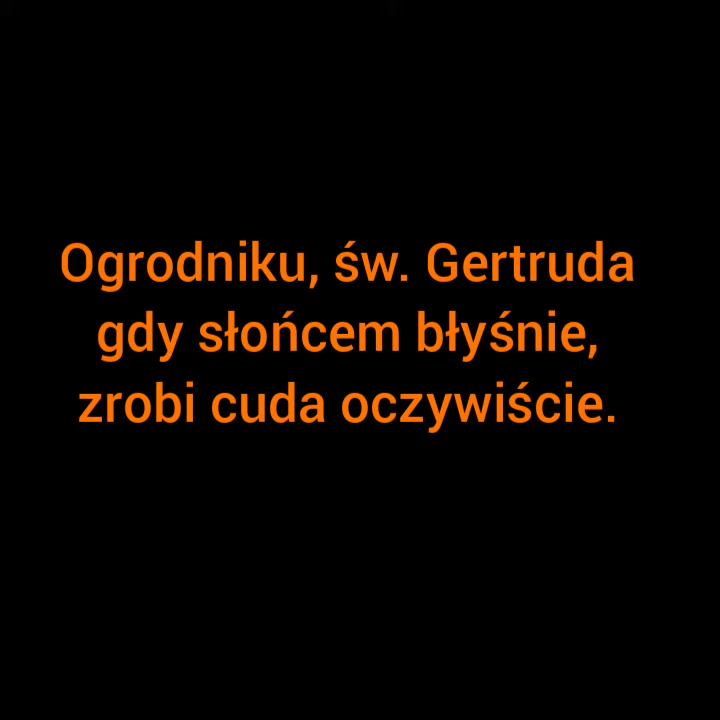 Ogrodniku, św. Gertruda
gdy słońcem błyśnie,
zrobi cuda oczywiście.